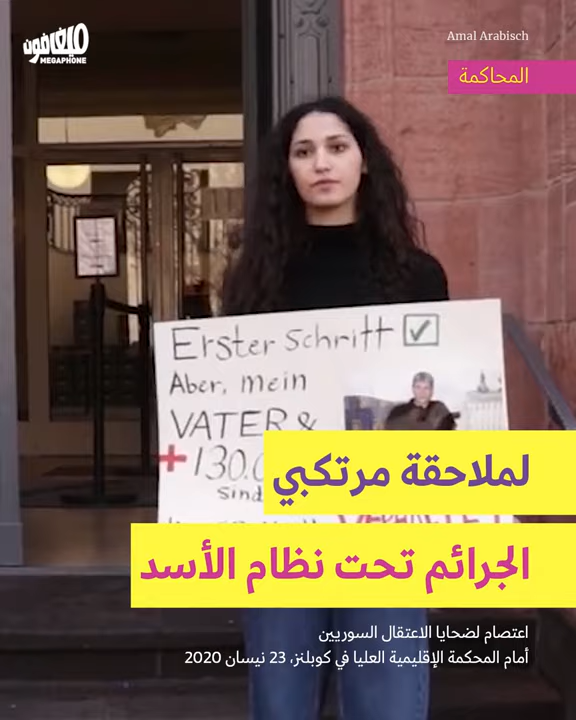 ميغافون
MEGAPHONE
Amal Arabisch
المحاكمة
Erster Schritt ☑
Aber, mein
VATER &
+130.0
Sind
لملاحقة مرتكبي
الجرائم تحت نظام الأسد
اعتصام لضحايا الاعتقال السوريين
أمام المحكمة الإقليمية العليا في كوبلنز، 23 نيسان 2020